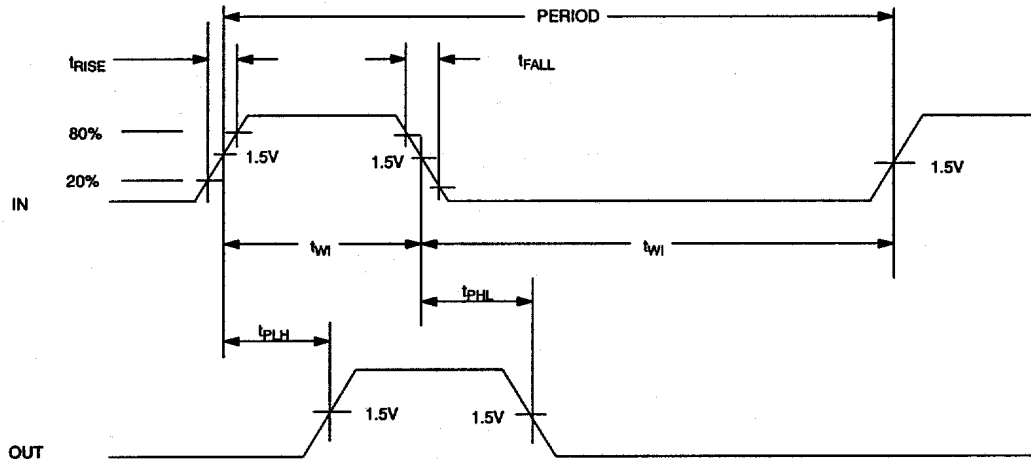 PERIOD
tRISE
tFALL
80%
1.5V
1.5V
1.5V
20%
IN
tWI
tWI
tPHL
tPLH
1.5V
1.5V
OUT